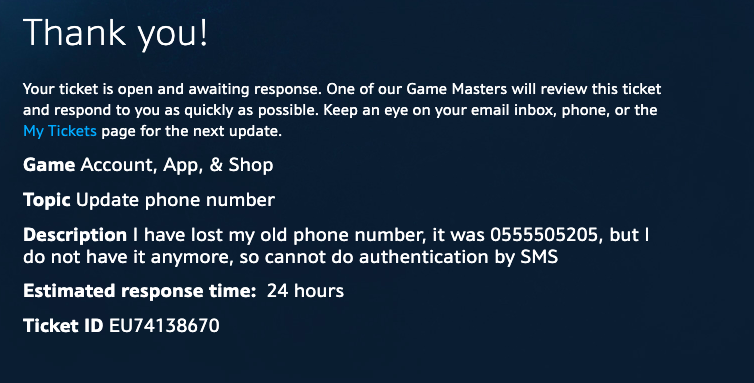 Thank you!
Your ticket is open and awaiting response. One of our Game Masters will review this ticket
and respond to you as quickly as possible. Keep an eye on your email inbox, phone, or the
My Tickets page for the next update.
Game Account, App, & Shop
Topic Update phone number
Description I have lost my old phone number, it was 0555505205, but I
do not have it anymore, so cannot do authentication by SMS
Estimated response time: 24 hours
Ticket ID EU74138670